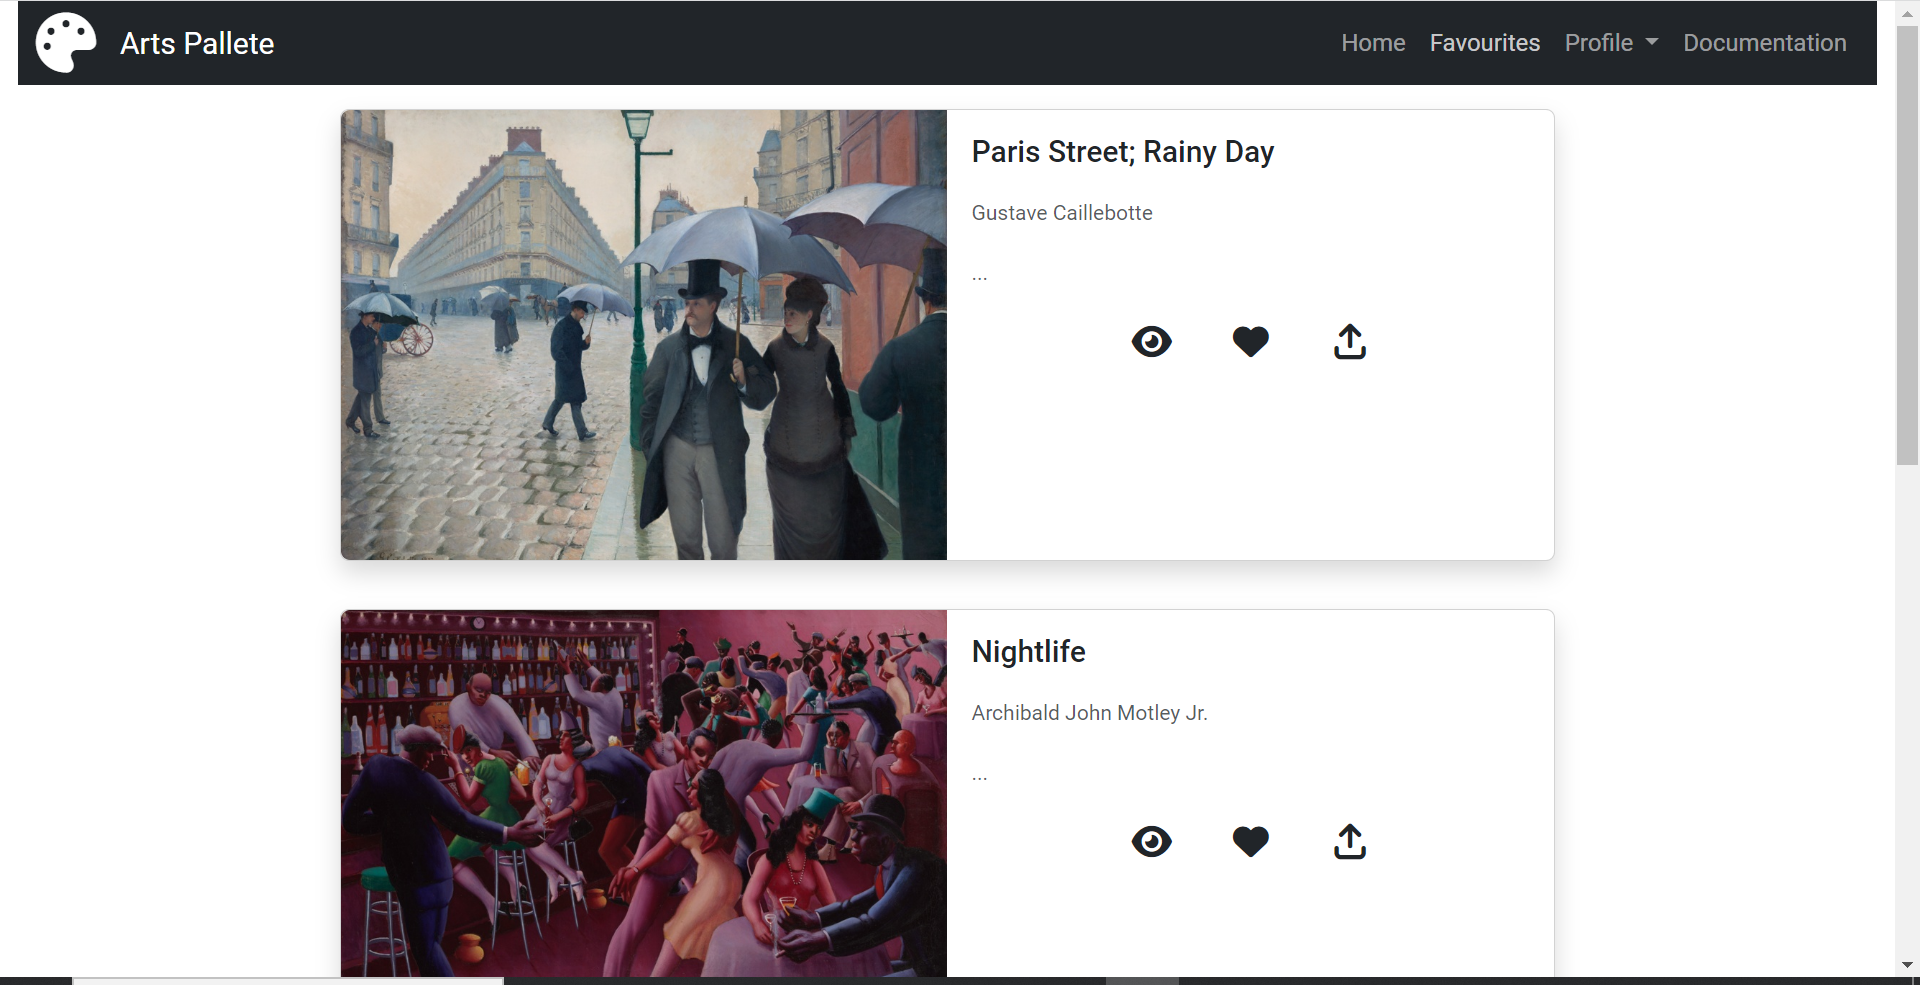 Arts Pallete
Home Favourites Profile Documentation
Paris Street; Rainy Day
Gustave Caillebotte
...
Nightlife
Archibald John Motley Jr.
...